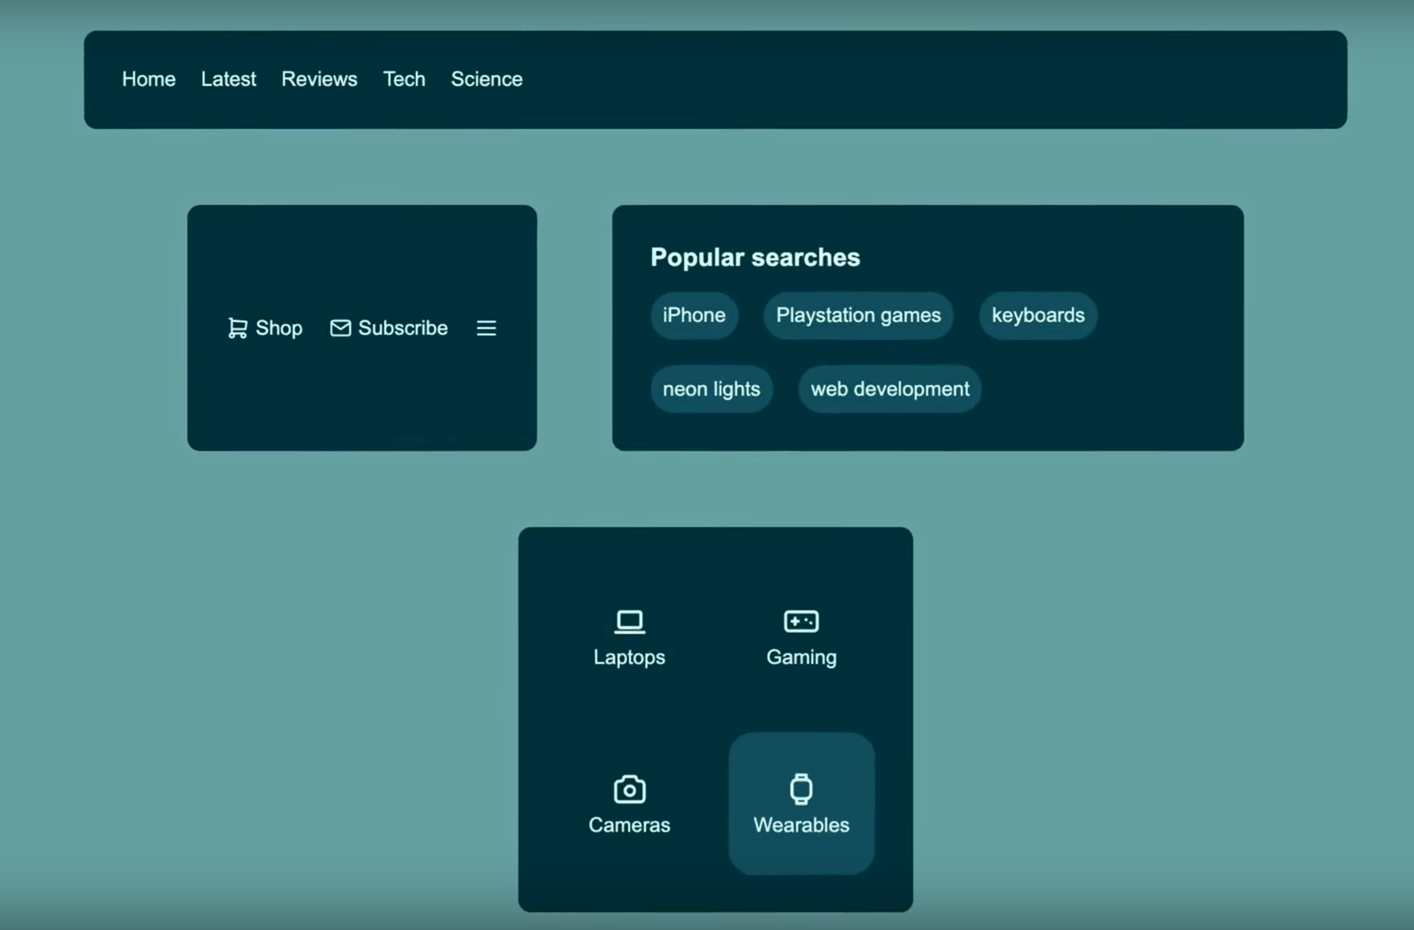 Home Latest Reviews Tech Science
Shop Subscribe
Popular searches
iPhone Playstation games keyboards
neon lights web development
Laptops Gaming
Cameras Wearables